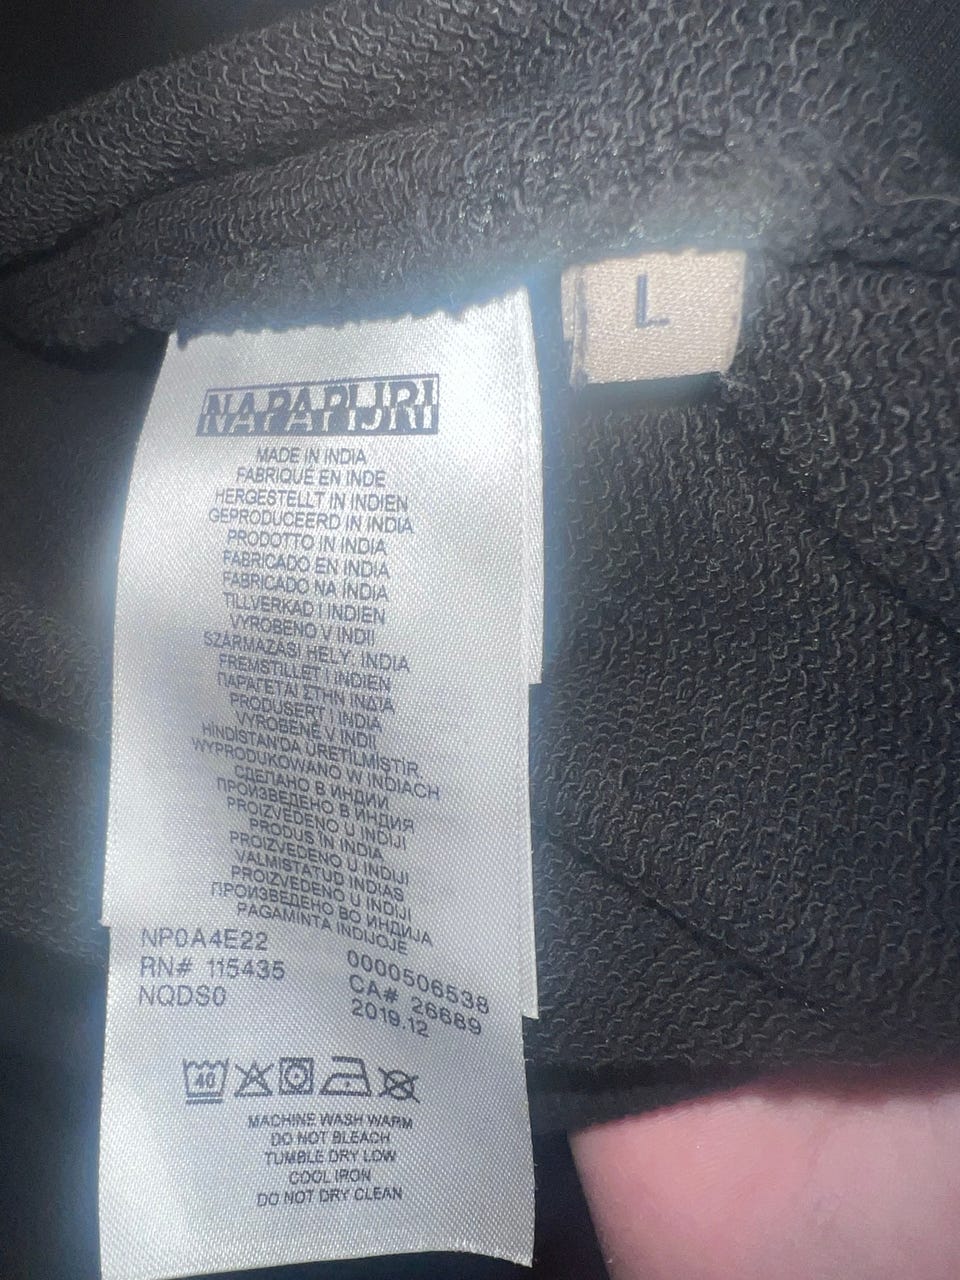 L
NAPAPIJRI
MADE IN INDIA
FABRIQUÉ EN INDE
HERGESTELLT IN INDIEN
GEPRODUCEERD IN INDIA
PRODOTTO IN INDIA
FABRICADO EN INDIA
FABRICADO NA INDIA
TILLVERKAD I INDIEN
VYROBENO V INDII
SZÁRMAZÁSI HELY: INDIA
FREMSTILLET I INDIEN
ΠΑΡΑΓΕΤΑΙ ΣΤΗΝ ΙΝΔΙΑ
PRODUSERT I INDIA
VYROBENÉ V INDII
HINDISTAN'DA ÜRETİLMİŞTİR.
WYPRODUKOWANO W INDIACH
СДЕЛАНО В ИНДИИ
ПРОИЗВЕДЕНО В ИНДИЯ
PROIZVEDENO U INDIJI
PRODUS ÎN INDIA
PROIZVEDENO U INDIJI
VALMISTATUD INDIAS
PROIZVEDENO U INDIJI
ПРОИЗВЕДЕНО ВО ИНДИЈА
PAGAMINTA INDIJOJE
NP0A4E22 0000506538
RN# 115435 CA# 26689
NQDS0 2019.12
40
MACHINE WASH WARM
DO NOT BLEACH
TUMBLE DRY LOW
COOL IRON
DO NOT DRY CLEAN